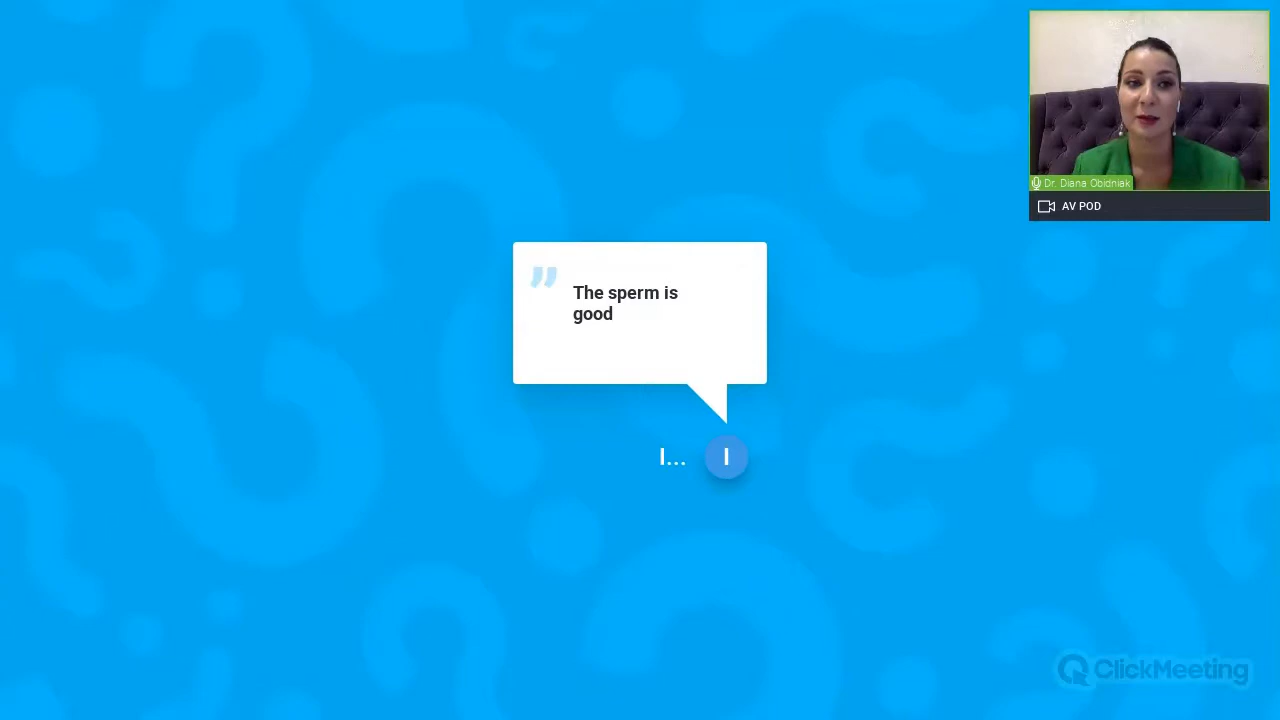 Dr. Diana Obidniak
AV POD
”
The sperm is
good
I...
I
ClickMeeting